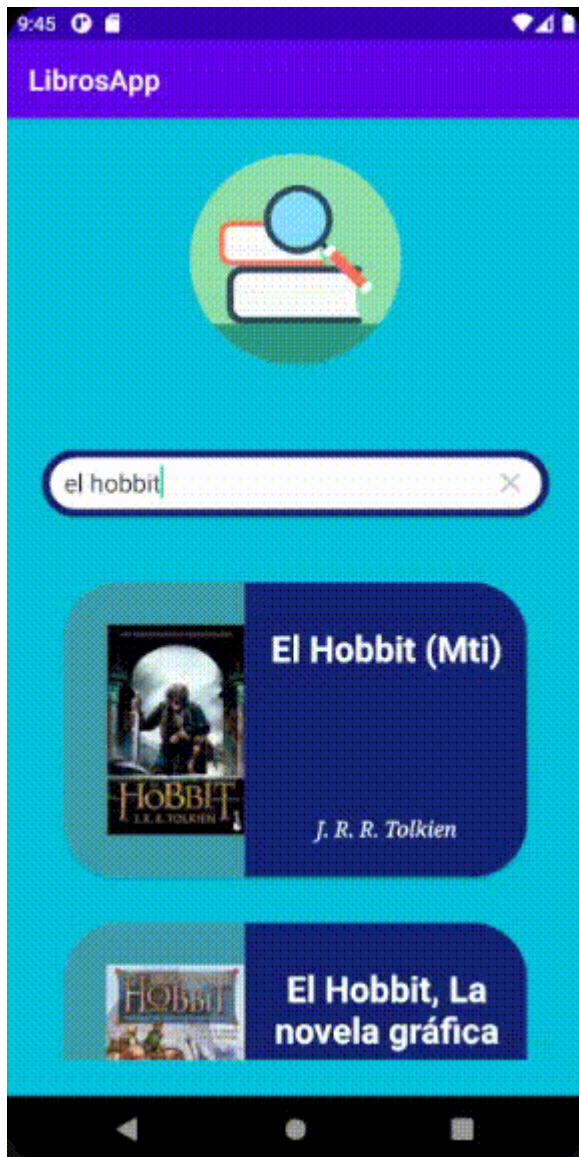 9:45
LibrosApp
el hobbit
El Hobbit (Mti)
HOBBIT
J. R. R. TOLKIEN
J. R. R. Tolkien
HOBBIT
El Hobbit, La
novela gráfica